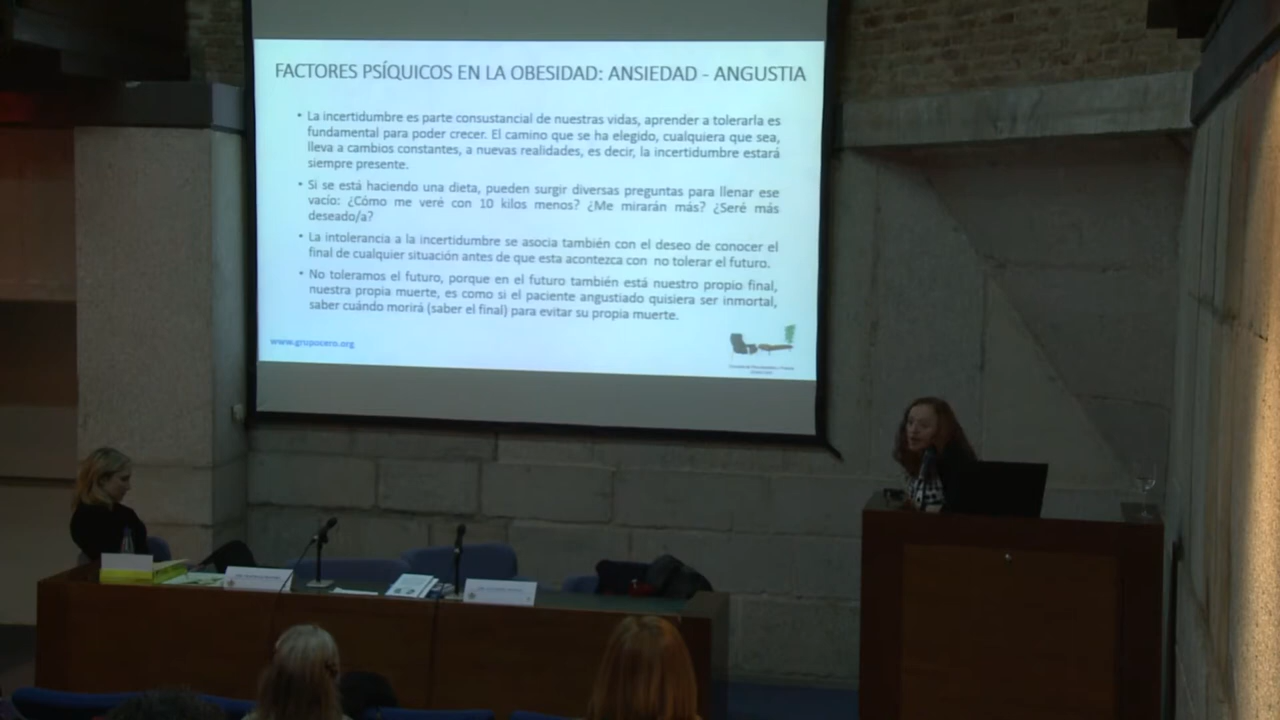 FACTORES PSÍQUICOS EN LA OBESIDAD: ANSIEDAD - ANGUSTIA
• La incertidumbre es parte consustancial de nuestras vidas, aprender a tolerarla es
fundamental para poder crecer. El camino que se ha elegido, cualquiera que sea,
lleva a cambios constantes, a nuevas realidades, es decir, la incertidumbre estará
siempre presente.
• Si se está haciendo una dieta, pueden surgir diversas preguntas para llenar ese
vacío: ¿Cómo me veré con 10 kilos menos? ¿Me mirarán más? ¿Seré más
deseado/a?
• La intolerancia a la incertidumbre se asocia también con el deseo de conocer el
final de cualquier situación antes de que esta acontezca con no tolerar el futuro.
• No toleramos el futuro, porque en el futuro también está nuestro propio final,
nuestra propia muerte, es como si el paciente angustiado quisiera ser inmortal,
saber cuándo morirá (saber el final) para evitar su propia muerte.
www.grupocero.org